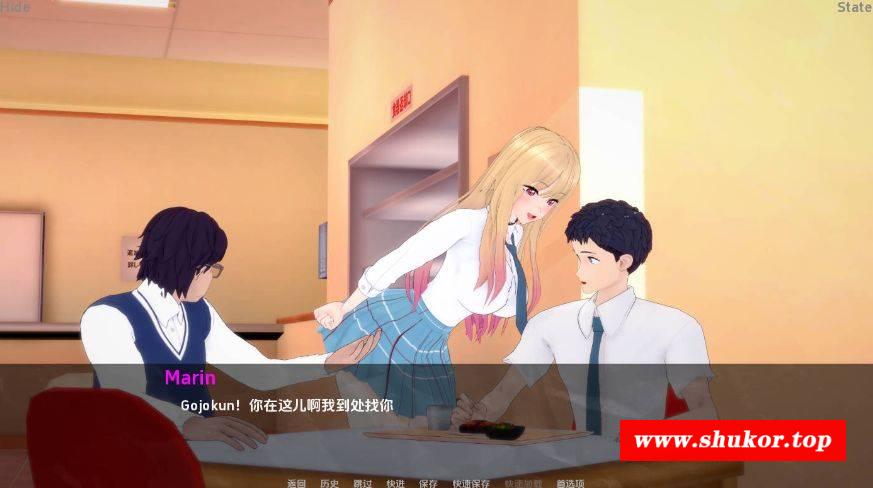 Hide
State
Marin
Gojokun! 你在这儿啊我到处找你
www.shukor.top
返回 历史 跳过 快进 保存 快速保存 快速加载 首选项